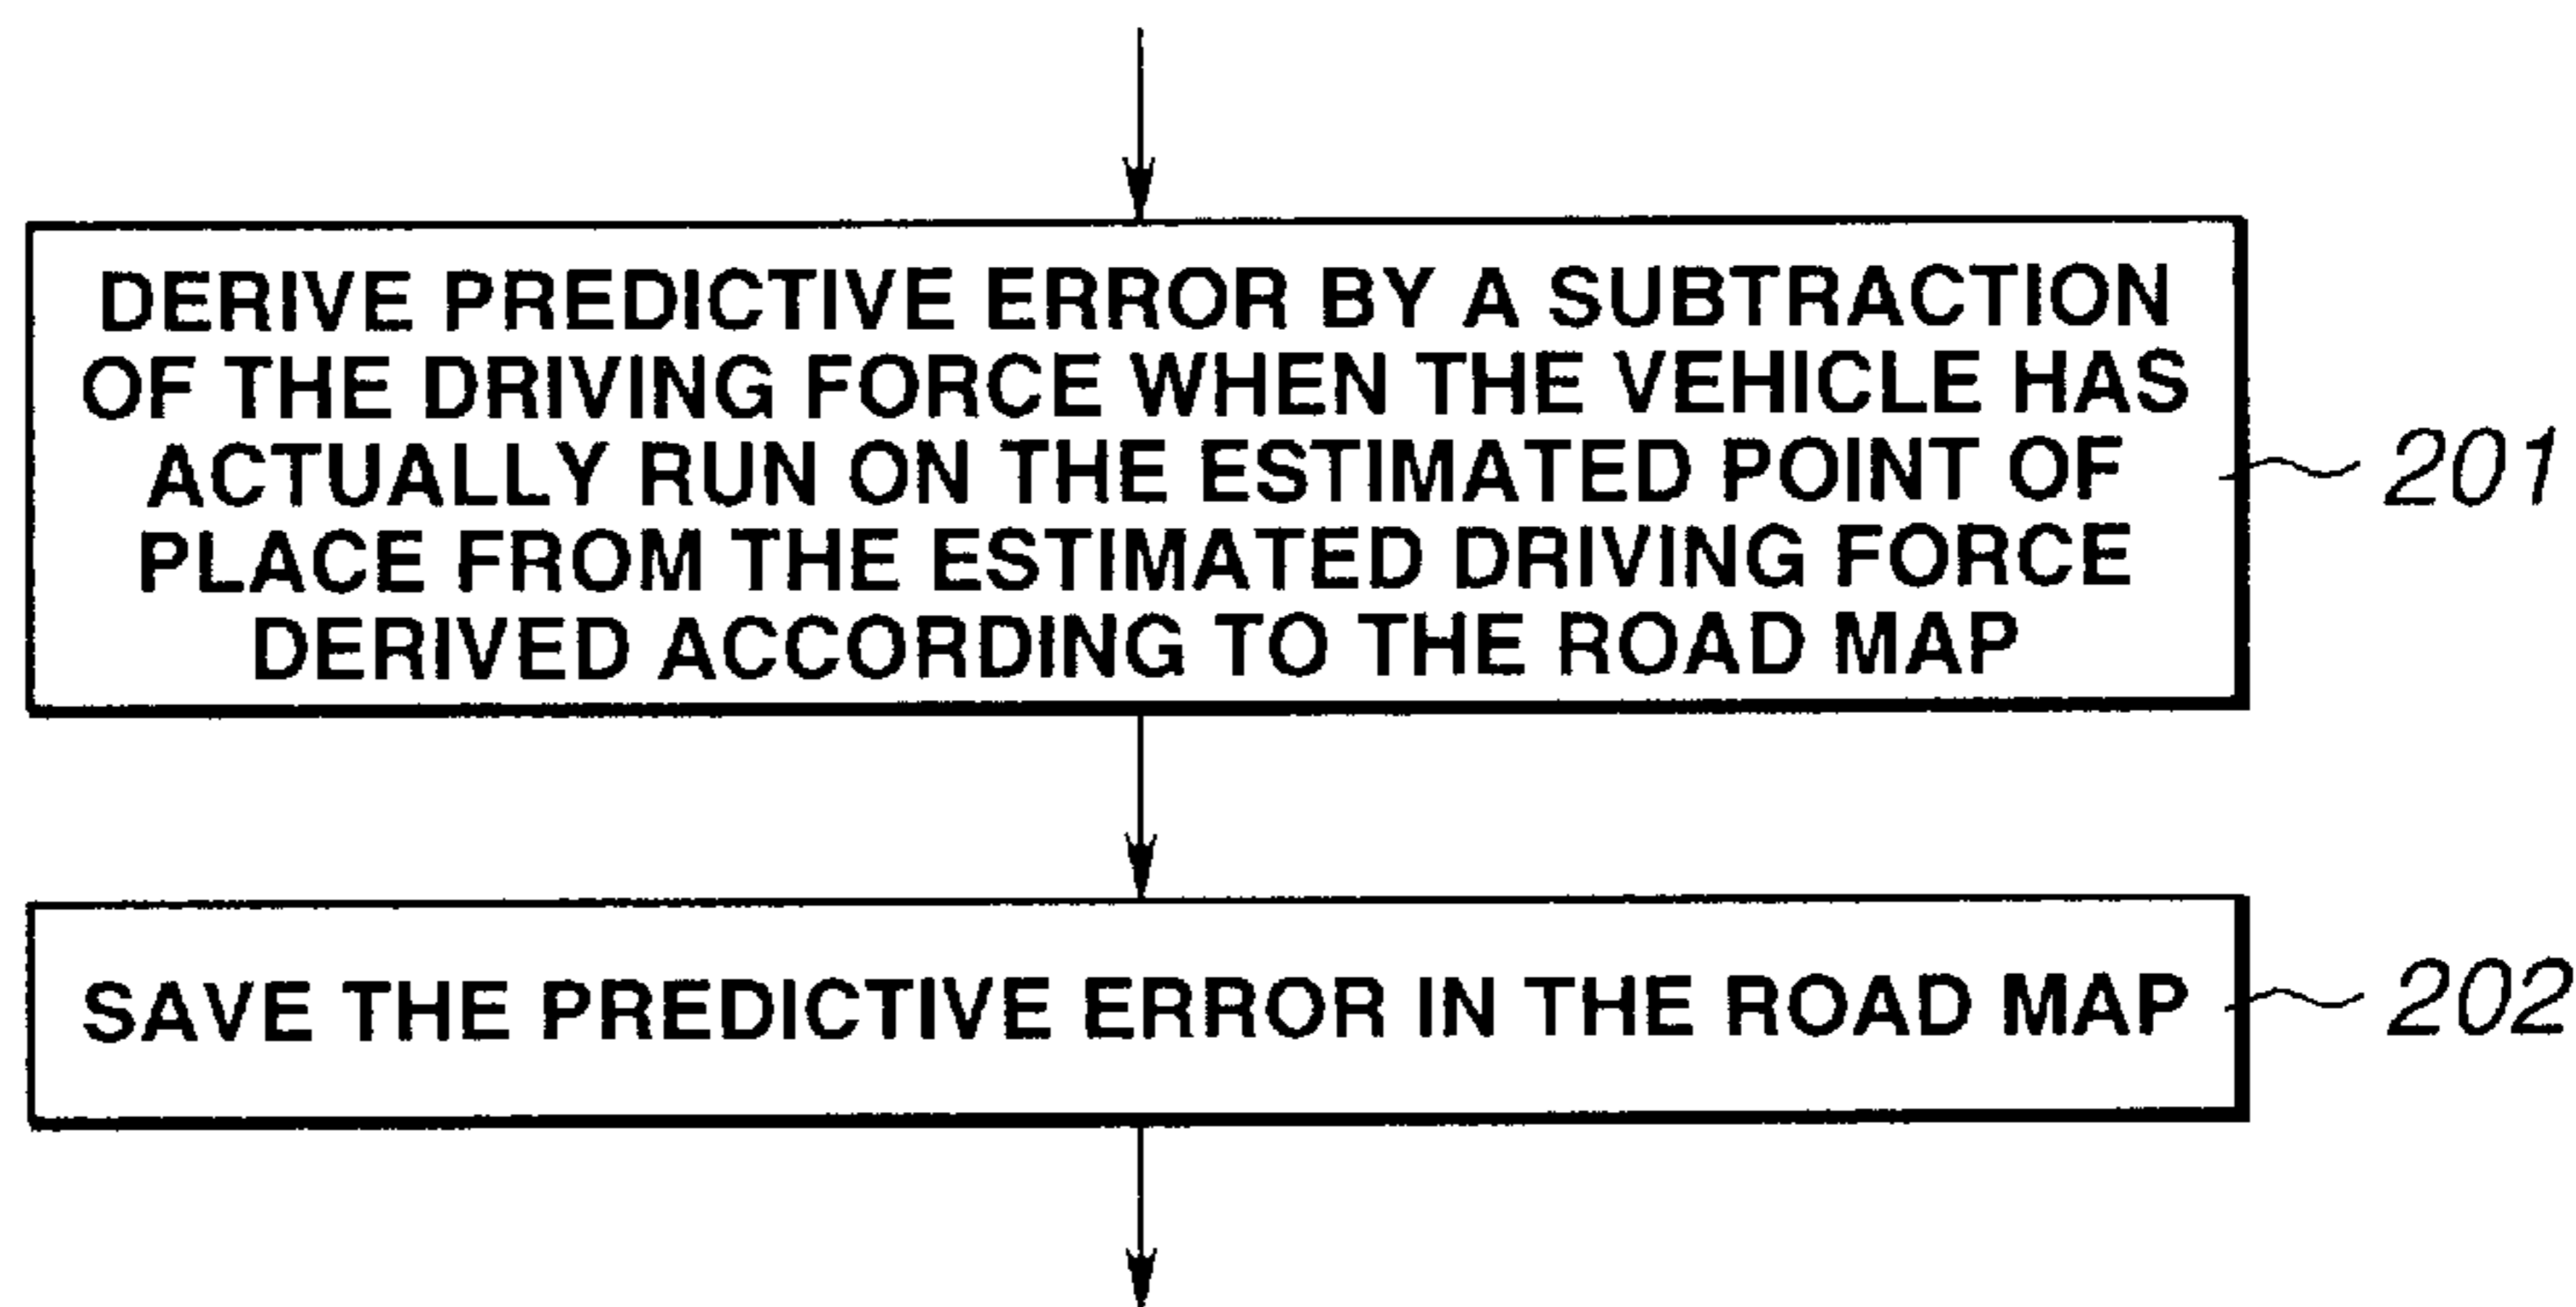 DERIVE PREDICTIVE ERROR BY A SUBTRACTION
OF THE DRIVING FORCE WHEN THE VEHICLE HAS
ACTUALLY RUN ON THE ESTIMATED POINT OF
PLACE FROM THE ESTIMATED DRIVING FORCE
DERIVED ACCORDING TO THE ROAD MAP
201
SAVE THE PREDICTIVE ERROR IN THE ROAD MAP
202